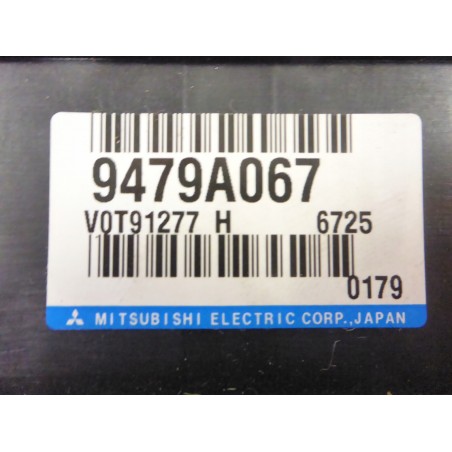 9479A067
V0T91277 H 6725
0179
MITSUBISHI ELECTRIC CORP.,JAPAN